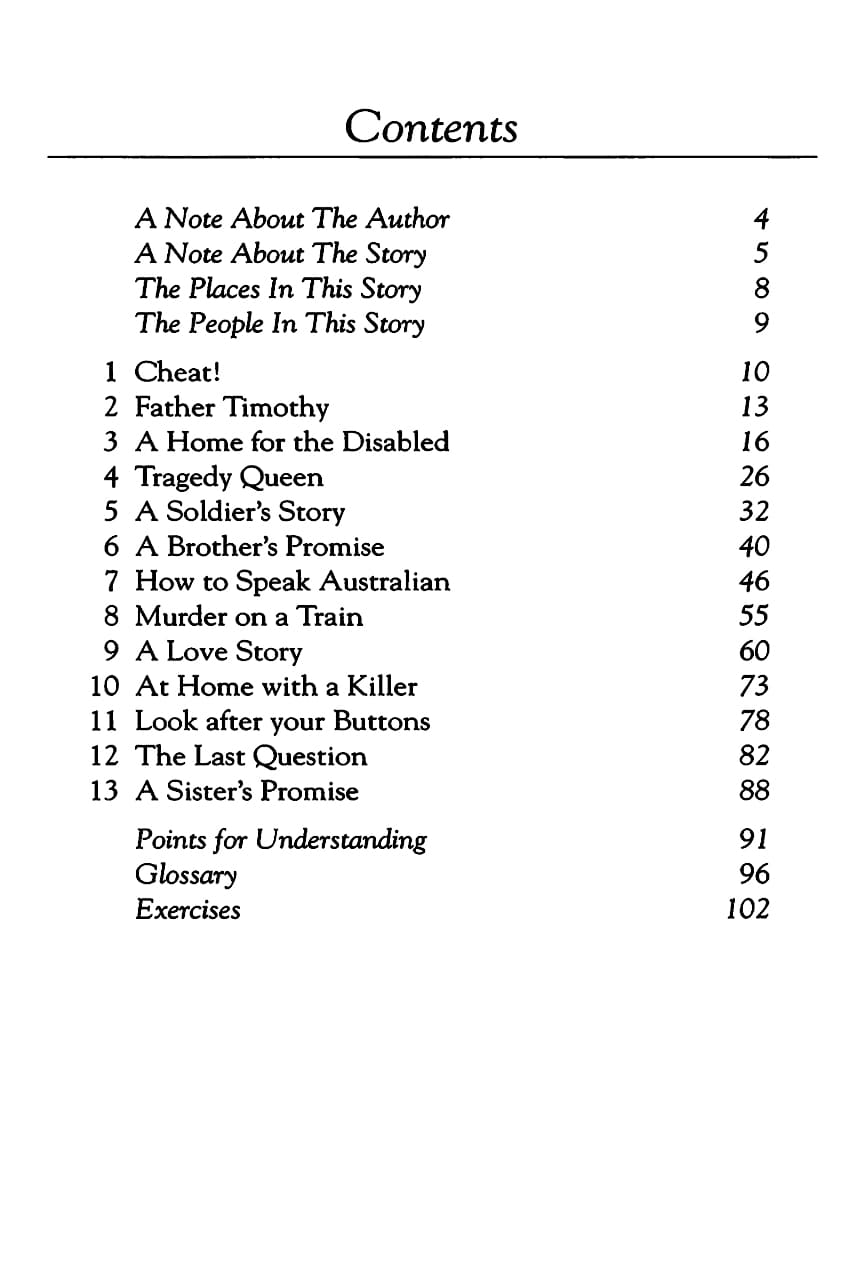 Contents
A Note About The Author 4
A Note About The Story 5
The Places In This Story 8
The People In This Story 9
1 Cheat! 10
2 Father Timothy 13
3 A Home for the Disabled 16
4 Tragedy Queen 26
5 A Soldier's Story 32
6 A Brother's Promise 40
7 How to Speak Australian 46
8 Murder on a Train 55
9 A Love Story 60
10 At Home with a Killer 73
11 Look after your Buttons 78
12 The Last Question 82
13 A Sister's Promise 88
Points for Understanding 91
Glossary 96
Exercises 102